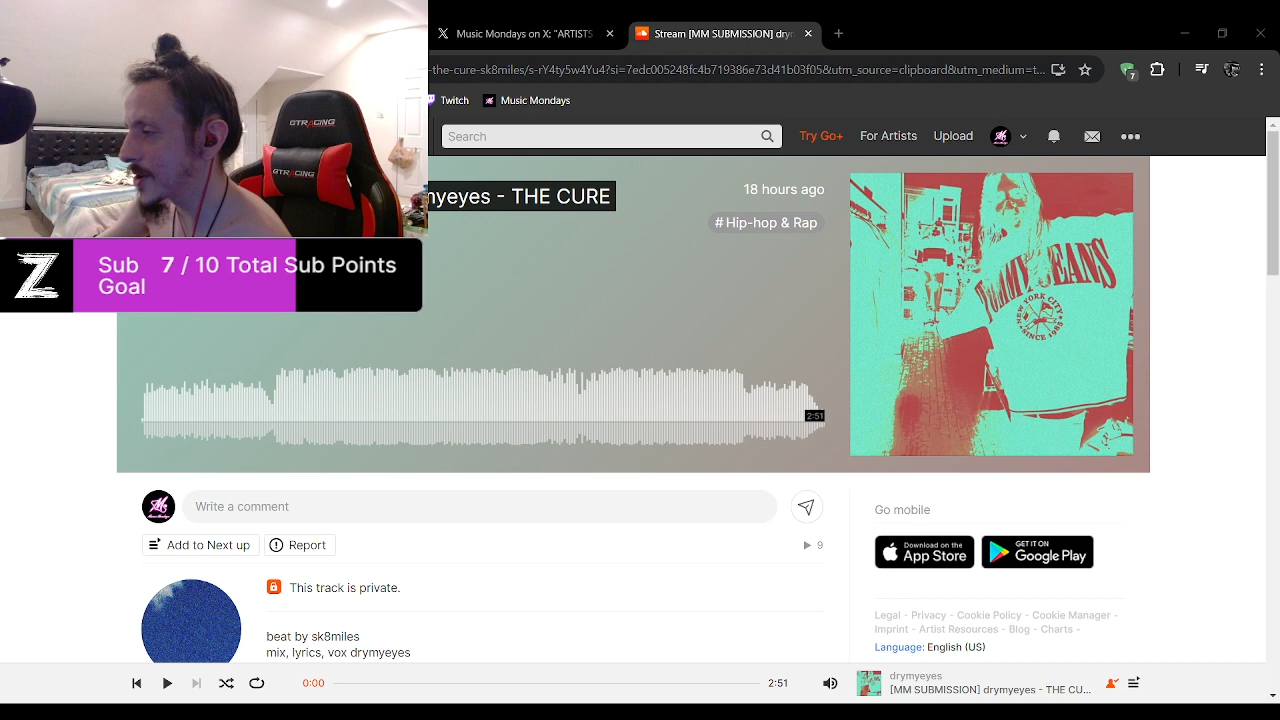 Music Mondays on X: "ARTISTS
Stream [MM SUBMISSION] dry
-the-cure-sk8miles/s-rY4ty5w4Yu4?si=7edc005248fc4b719386e73d41b03f05&utm_source=clipboard&utm_medium=t...
7
Twitch
Music Mondays
Search
Try Go+
For Artists
Upload
GTRACING
GTRACING
myeyes - THE CURE
18 hours ago
# Hip-hop & Rap
TOMMY JEANS
NEW YORK CITY
SINCE 1985
Z
Sub Goal
7 / 10 Total Sub Points
2:51
Write a comment
Go mobile
Add to Next up
Report
9
Download on the
App Store
GET IT ON
Google Play
This track is private.
beat by sk8miles
mix, lyrics, vox drymyeyes
Legal - Privacy - Cookie Policy - Cookie Manager -
Imprint - Artist Resources - Blog - Charts -
Language: English (US)
0:00
2:51
drymyeyes
[MM SUBMISSION] drymyeyes - THE CU...